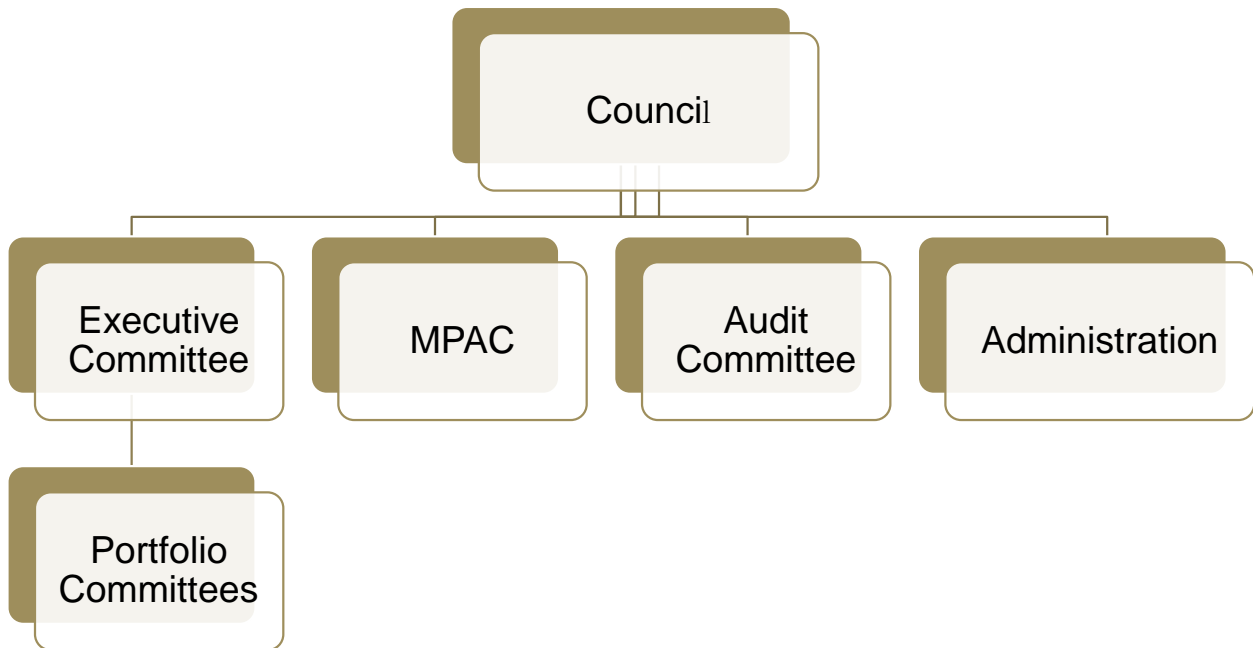 Council
Executive
Committee
MPAC
Audit
Committee
Administration
Portfolio
Committees